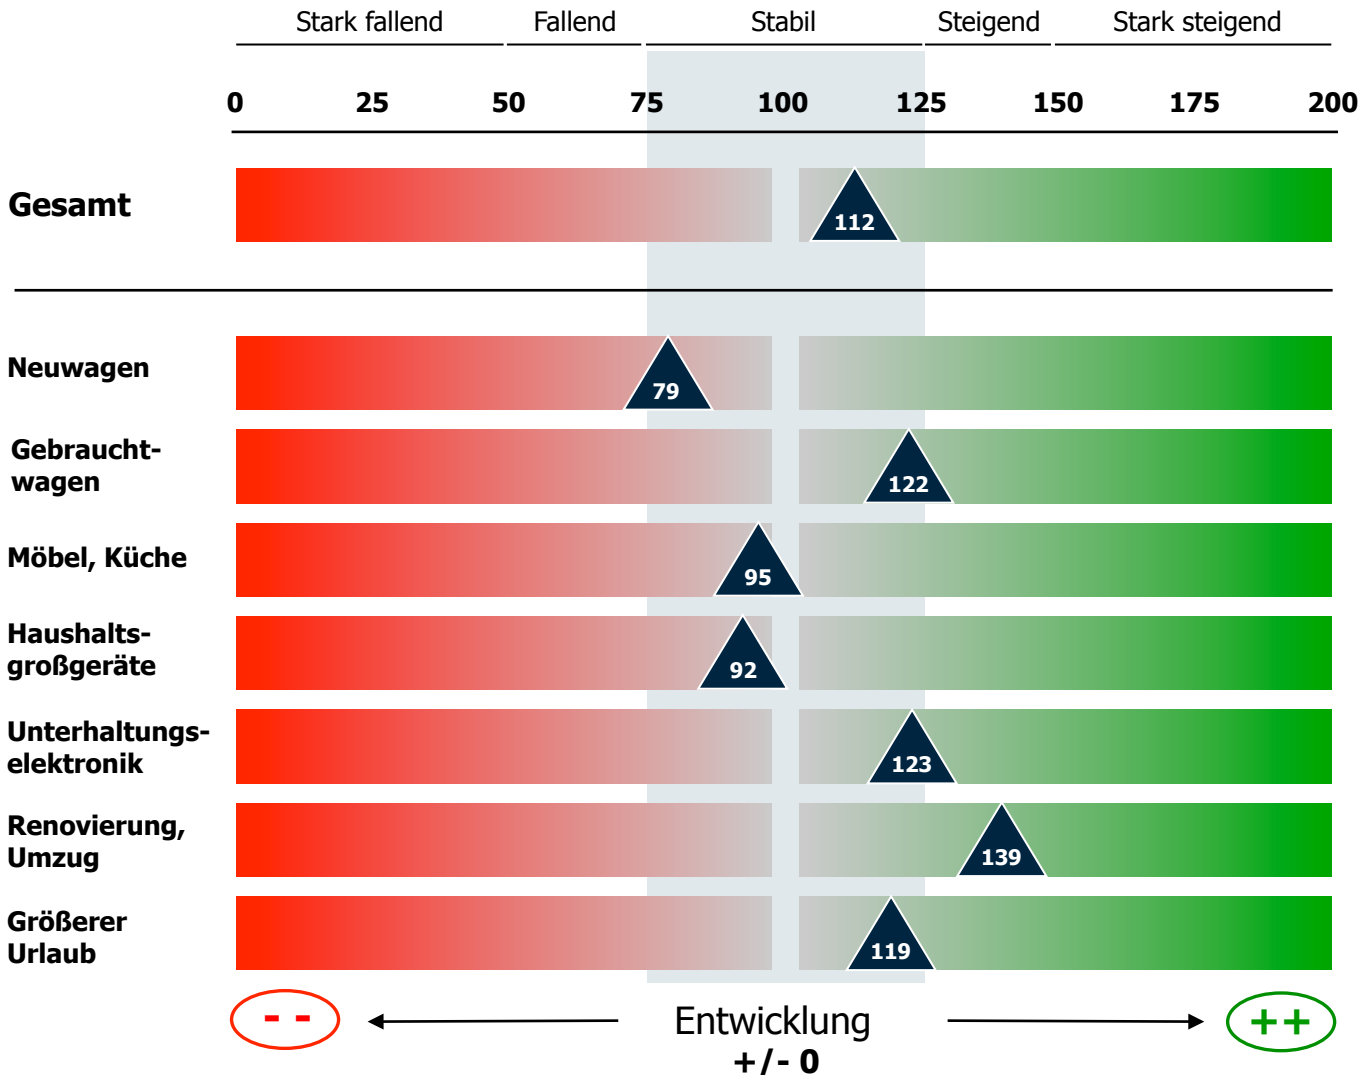 Stark fallend Fallend Stabil Steigend Stark steigend
0 25 50 75 100 125 150 175 200
Gesamt
112
Neuwagen
79
Gebraucht-
wagen
122
Möbel, Küche
95
Haushalts-
großgeräte
92
Unterhaltungs-
elektronik
123
Renovierung,
Umzug
139
Größerer
Urlaub
119
- - Entwicklung ++
+/- 0